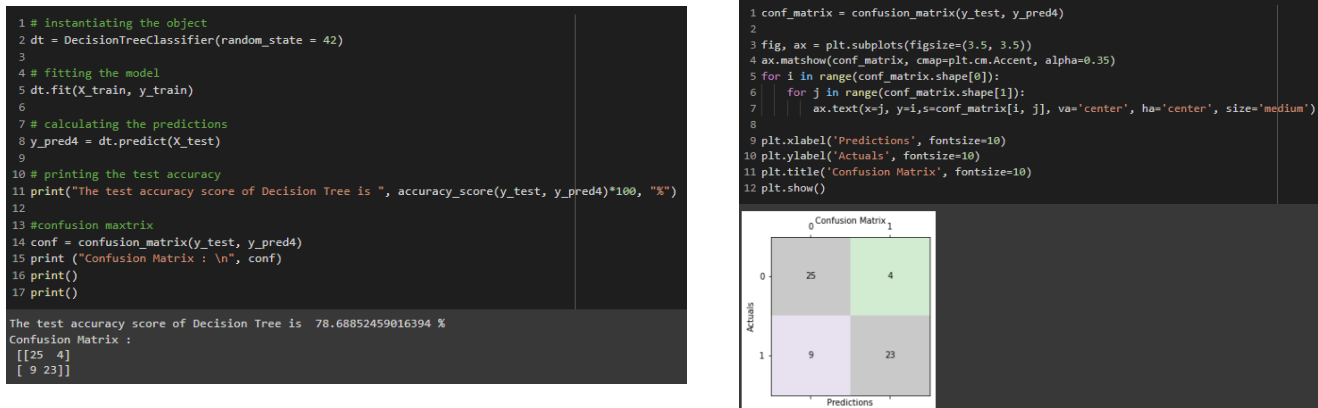 1 # instantiating the object
2 dt = DecisionTreeClassifier(random_state = 42)
3
4 # fitting the model
5 dt.fit(X_train, y_train)
6
7 # calculating the predictions
8 y_pred4 = dt.predict(X_test)
9
10 # printing the test accuracy
11 print("The test accuracy score of Decision Tree is ", accuracy_score(y_test, y_pred4)*100, "%")
12
13 #confusion maxtrix
14 conf = confusion_matrix(y_test, y_pred4)
15 print ("Confusion Matrix : \n", conf)
16 print()
17 print()
The test accuracy score of Decision Tree is  78.68852459016394 %
Confusion Matrix :
[[25  4]
[ 9 23]]
1 conf_matrix = confusion_matrix(y_test, y_pred4)
2
3 fig, ax = plt.subplots(figsize=(3.5, 3.5))
4 ax.matshow(conf_matrix, cmap=plt.cm.Accent, alpha=0.35)
5 for i in range(conf_matrix.shape[0]):
6     for j in range(conf_matrix.shape[1]):
7         ax.text(x=j, y=i,s=conf_matrix[i, j], va='center', ha='center', size='medium')
8
9 plt.xlabel('Predictions', fontsize=10)
10 plt.ylabel('Actuals', fontsize=10)
11 plt.title('Confusion Matrix', fontsize=10)
12 plt.show()
Confusion Matrix
0 1
0 25 4
Actuals
1 9 23
Predictions